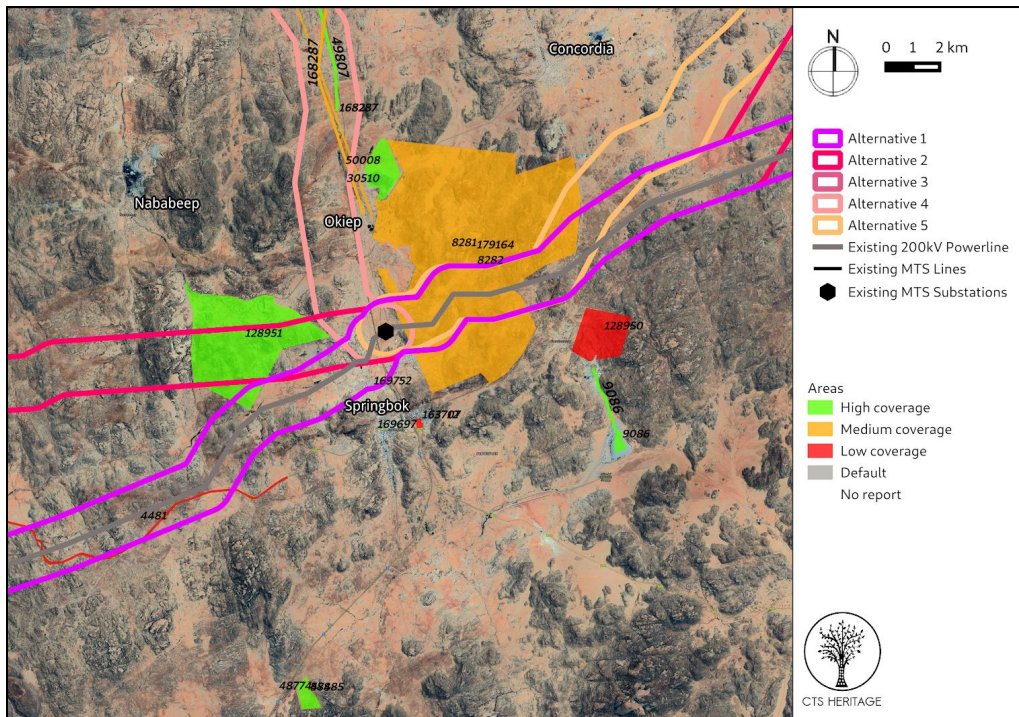 Concordia
168287
49807
168287
50008
30510
Nababeep
Okiep
8281
179164
8282
128951
128950
169752
Springbok
169697
9086
9086
4481
N
0 1 2 km
Alternative 1
Alternative 2
Alternative 3
Alternative 4
Alternative 5
Existing 200kV Powerline
Existing MTS Lines
Existing MTS Substations
Areas
High coverage
Medium coverage
Low coverage
Default
No report
CTS HERITAGE